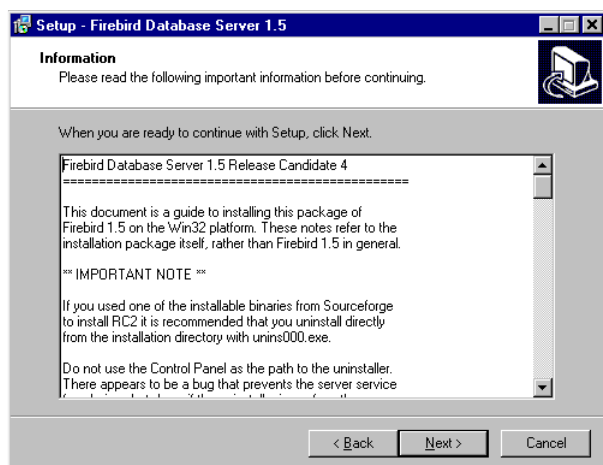 Setup - Firebird Database Server 1.5
Information
Please read the following important information before continuing.
When you are ready to continue with Setup, click Next.
Firebird Database Server 1.5 Release Candidate 4
================================================
This document is a guide to installing this package of
Firebird 1.5 on the Win32 platform. These notes refer to the
installation package itself, rather than Firebird 1.5 in general.
** IMPORTANT NOTE **
If you used one of the installable binaries from Sourceforge
to install RC2 it is recommended that you uninstall directly
from the installation directory with unins000.exe.
Do not use the Control Panel as the path to the uninstaller.
There appears to be a bug that prevents the server service
< Back
Next >
Cancel